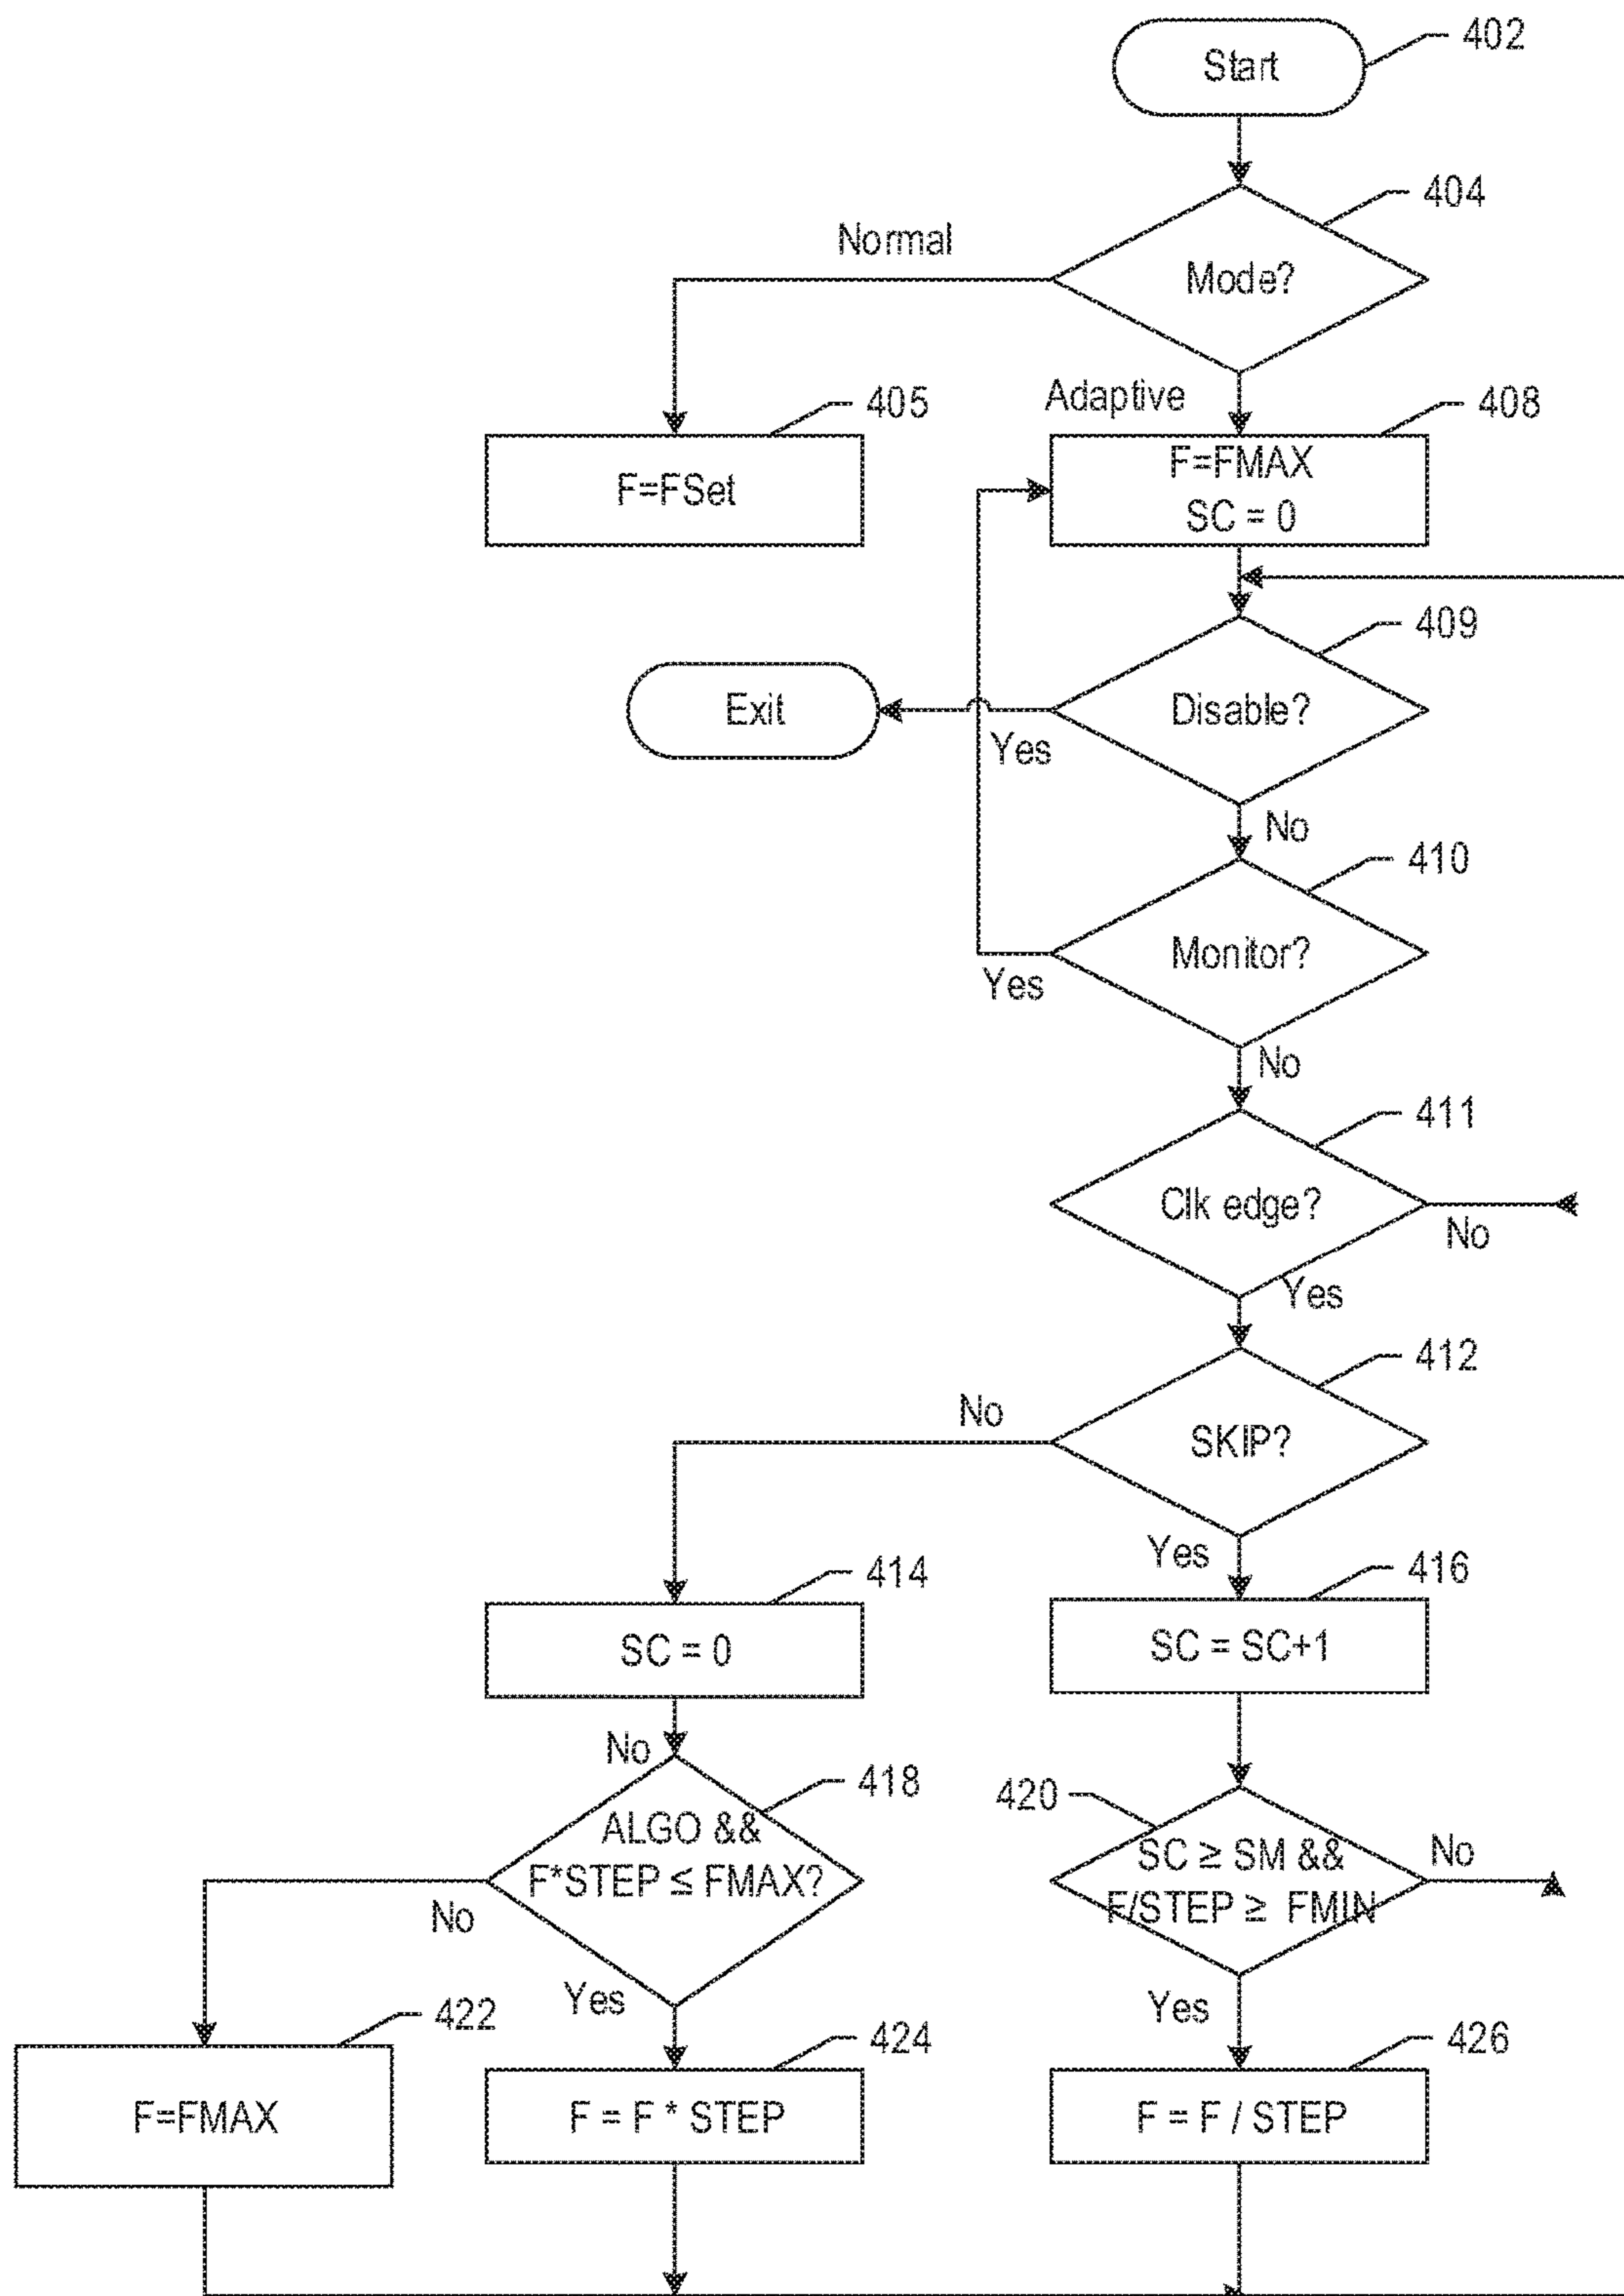 Start
402
404
Normal
Mode?
Adaptive
405
408
F=FSet
F=FMAX
SC = 0
409
Exit
Disable?
Yes
No
410
Monitor?
Yes
No
411
Clk edge?
No
Yes
412
No
SKIP?
Yes
414
416
SC = 0
SC = SC+1
No
418
420
ALGO &&
F*STEP ≤ FMAX?
SC ≥ SM &&
F/STEP ≥ FMIN
No
No
Yes
Yes
422
424
426
F=FMAX
F = F * STEP
F = F / STEP